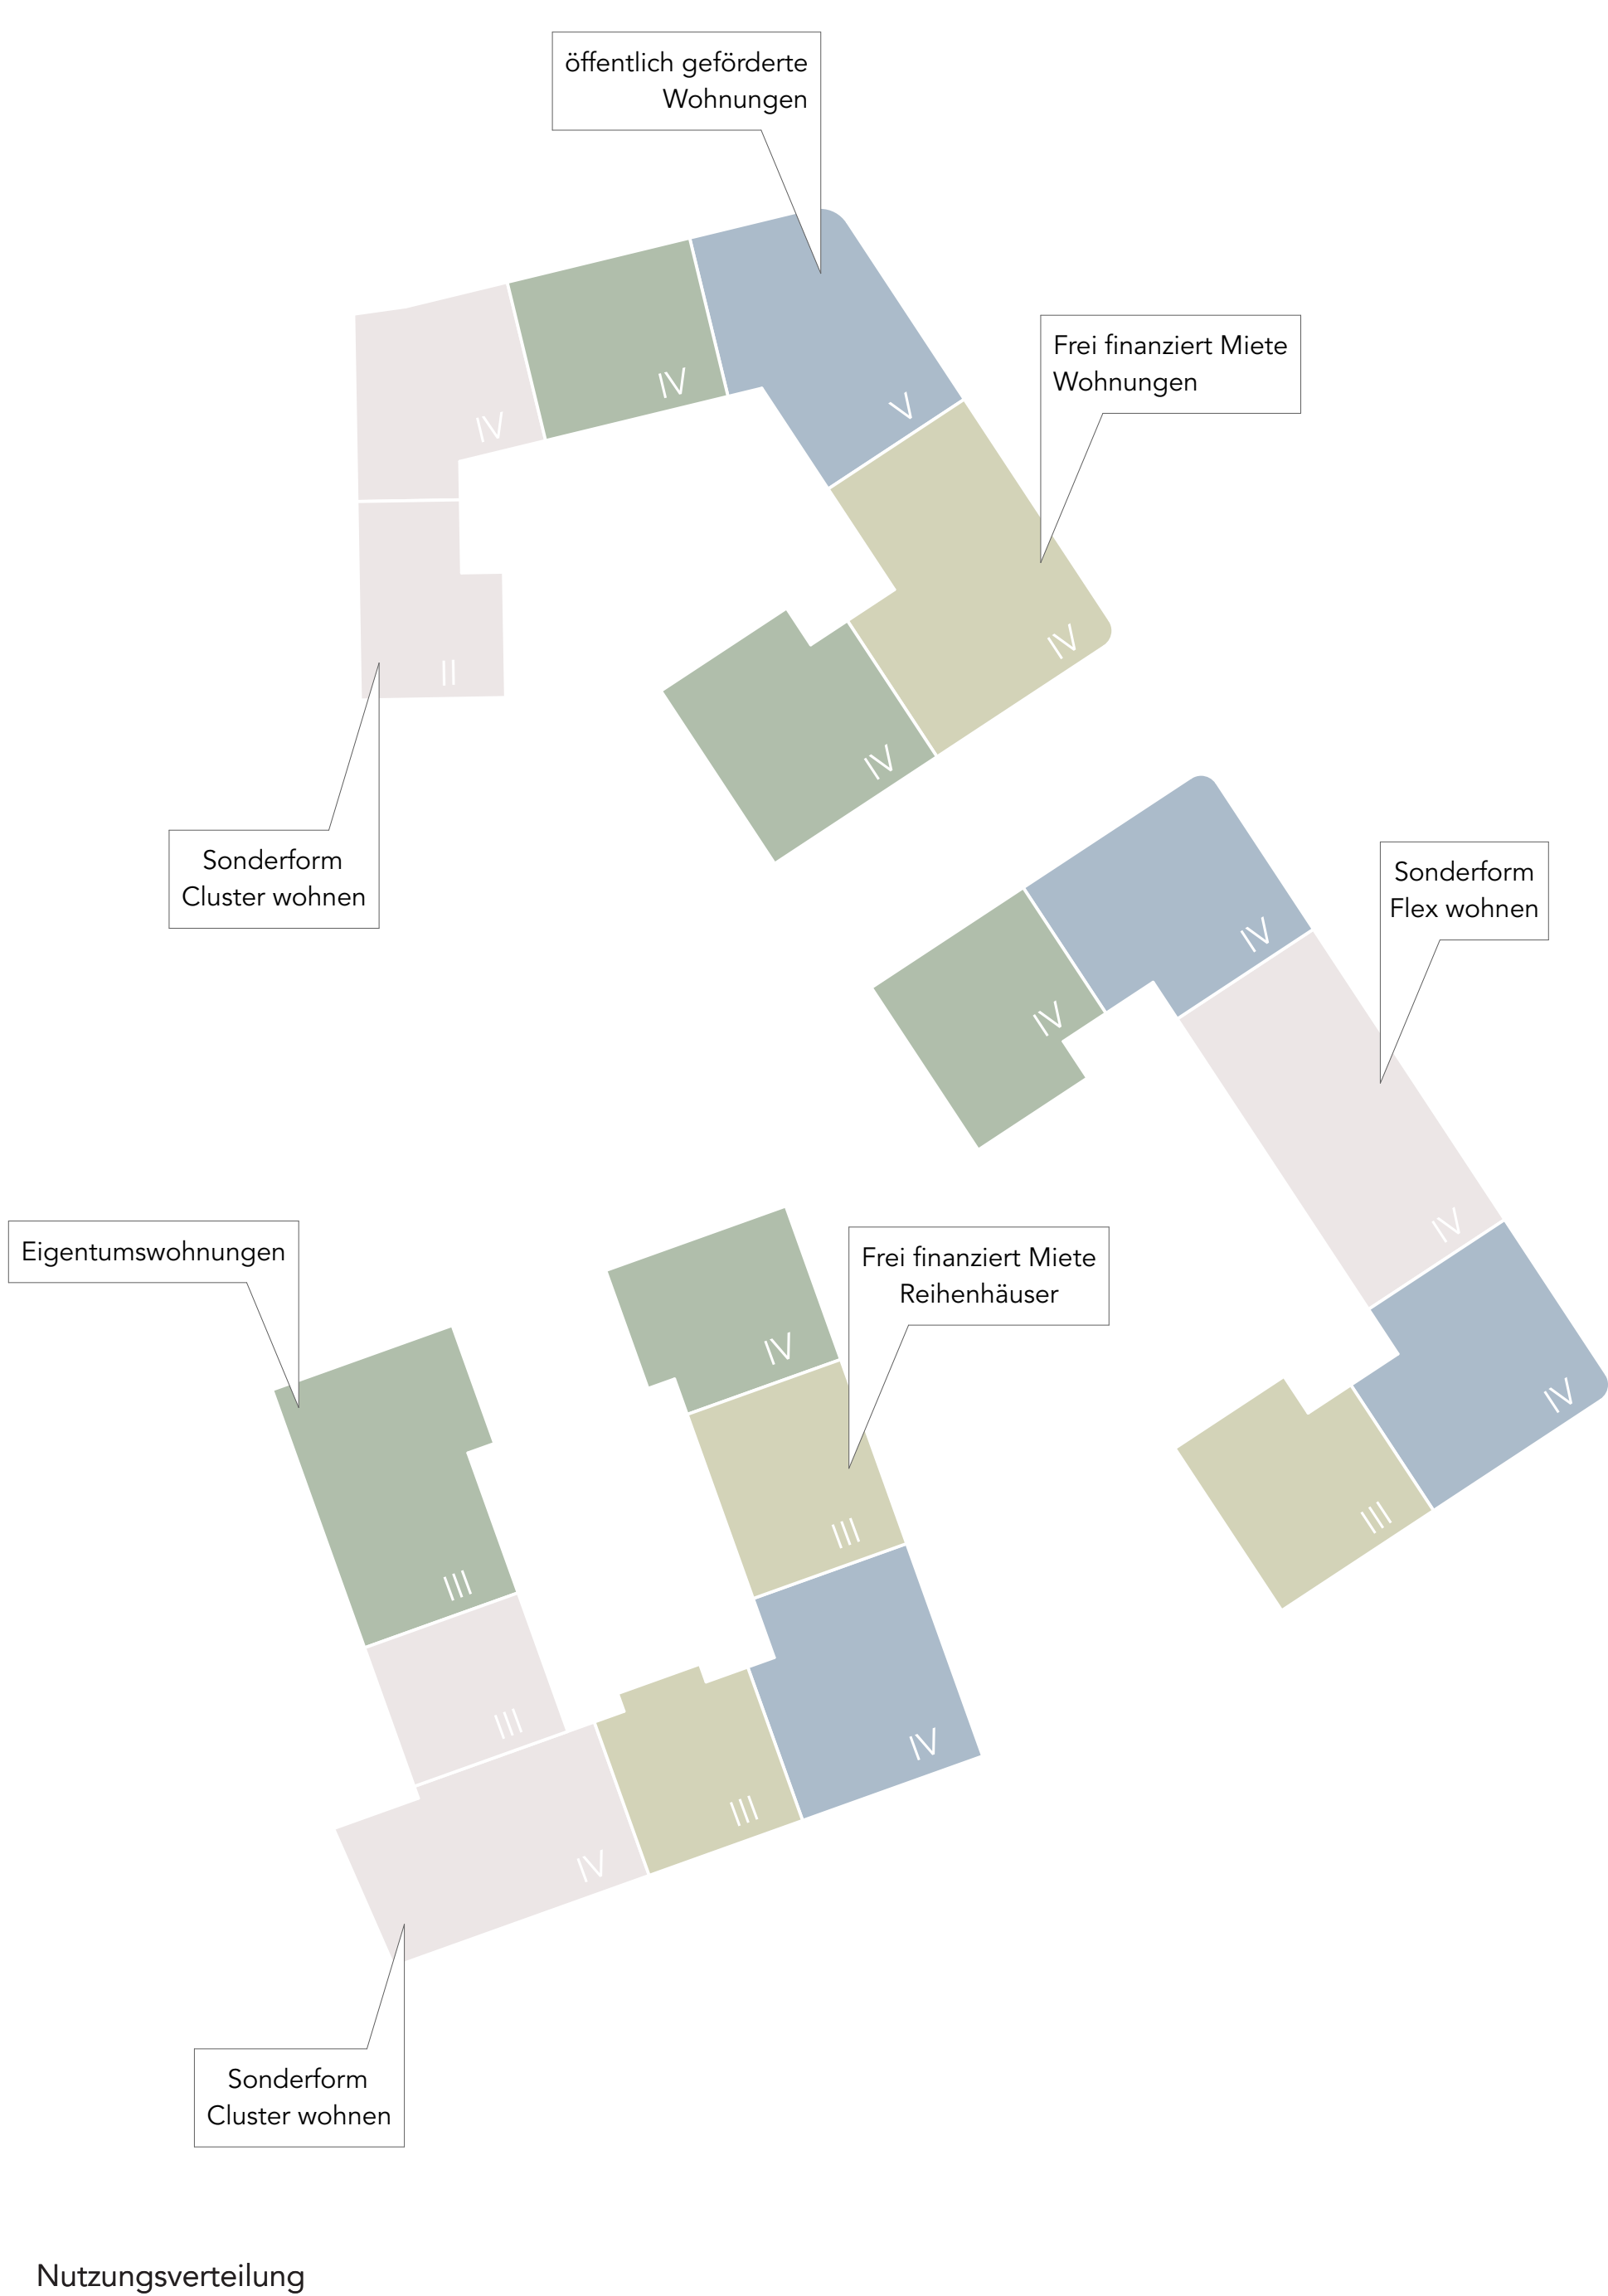 öffentlich geförderte
Wohnungen
Frei finanziert Miete
Wohnungen
IV
V
IV
IV
II
IV
Sonderform
Cluster wohnen
Sonderform
Flex wohnen
IV
IV
IV
IV
III
Eigentumswohnungen
Frei finanziert Miete
Reihenhäuser
IV
III
III
III
IV
III
IV
Sonderform
Cluster wohnen
Nutzungsverteilung